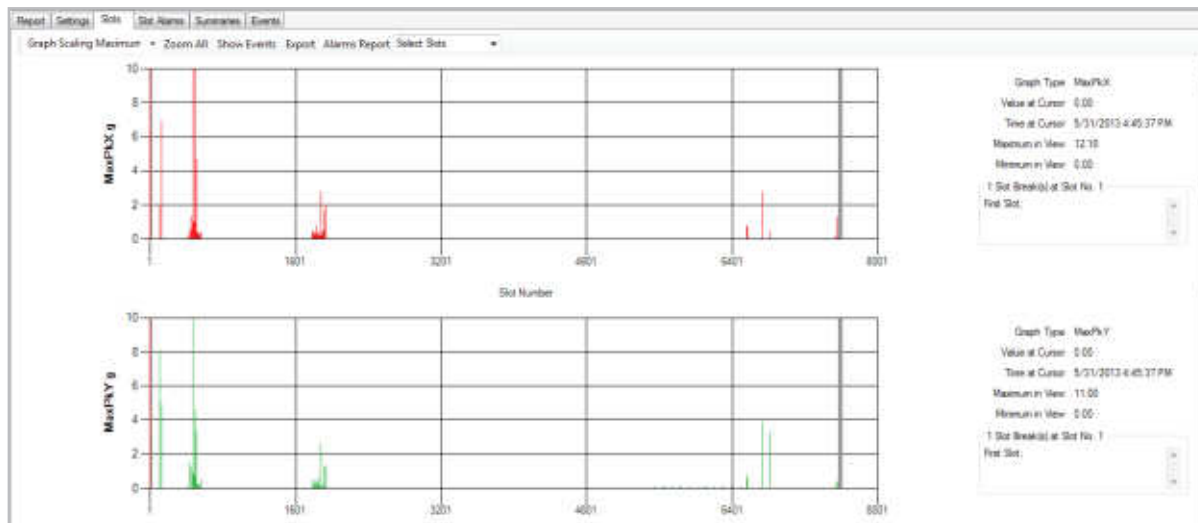 Report Settings Slots Slot Alarms Summaries Events
Graph Scaling Maximum Zoom All Show Events Export Alarms Report Select Slots
10
8
6
4
2
0
MaxPkX g
1 1601 3201 4801 6401 8001
Graph Type MaxPkX
Value at Cursor 0.00
Time at Cursor 5/31/2013 4:45:37 PM
Maximum in View 12.10
Minimum in View 0.00
1 Slot Break(s) at Slot No. 1
First Slot.
Slot Number
10
8
6
4
2
0
MaxPkY g
1 1601 3201 4801 6401 8001
Graph Type MaxPkY
Value at Cursor 0.00
Time at Cursor 5/31/2013 4:45:37 PM
Maximum in View 11.00
Minimum in View 0.00
1 Slot Break(s) at Slot No. 1
First Slot.